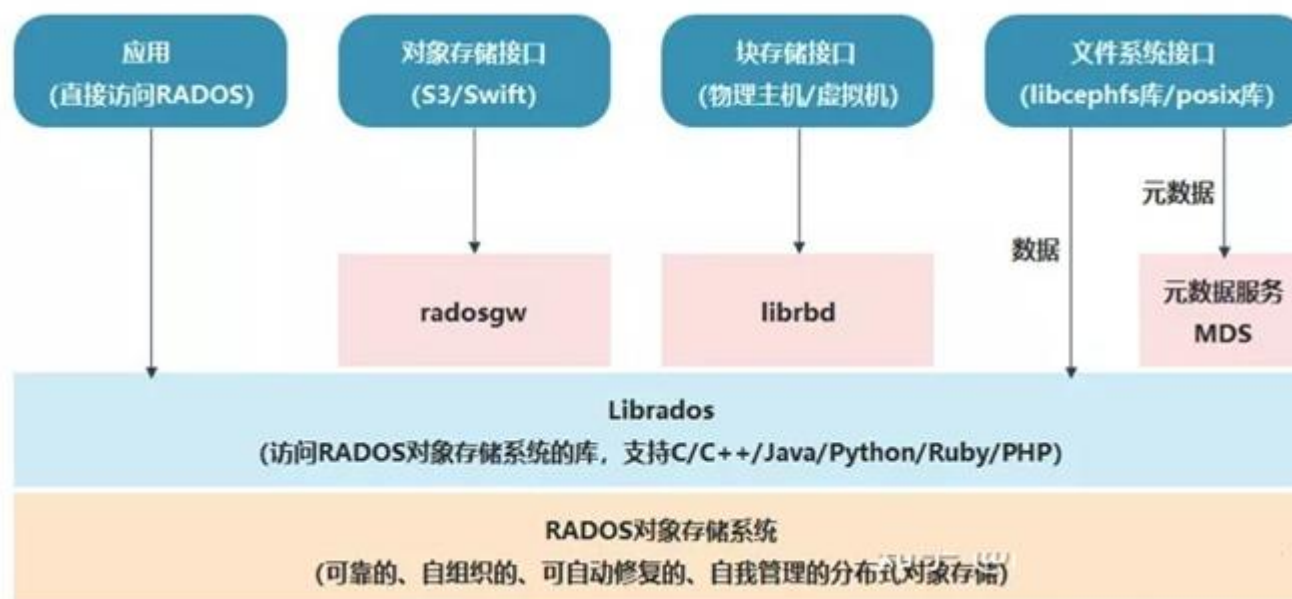 应用
(直接访问RADOS)
对象存储接口
(S3/Swift)
块存储接口
(物理主机/虚拟机)
文件系统接口
(libcephfs库/posix库)
元数据
数据
radosgw
librbd
元数据服务
MDS
Librados
(访问RADOS对象存储系统的库，支持C/C++/Java/Python/Ruby/PHP)
RADOS对象存储系统
(可靠的、自组织的、可自动修复的、自我管理的分布式对象存储)